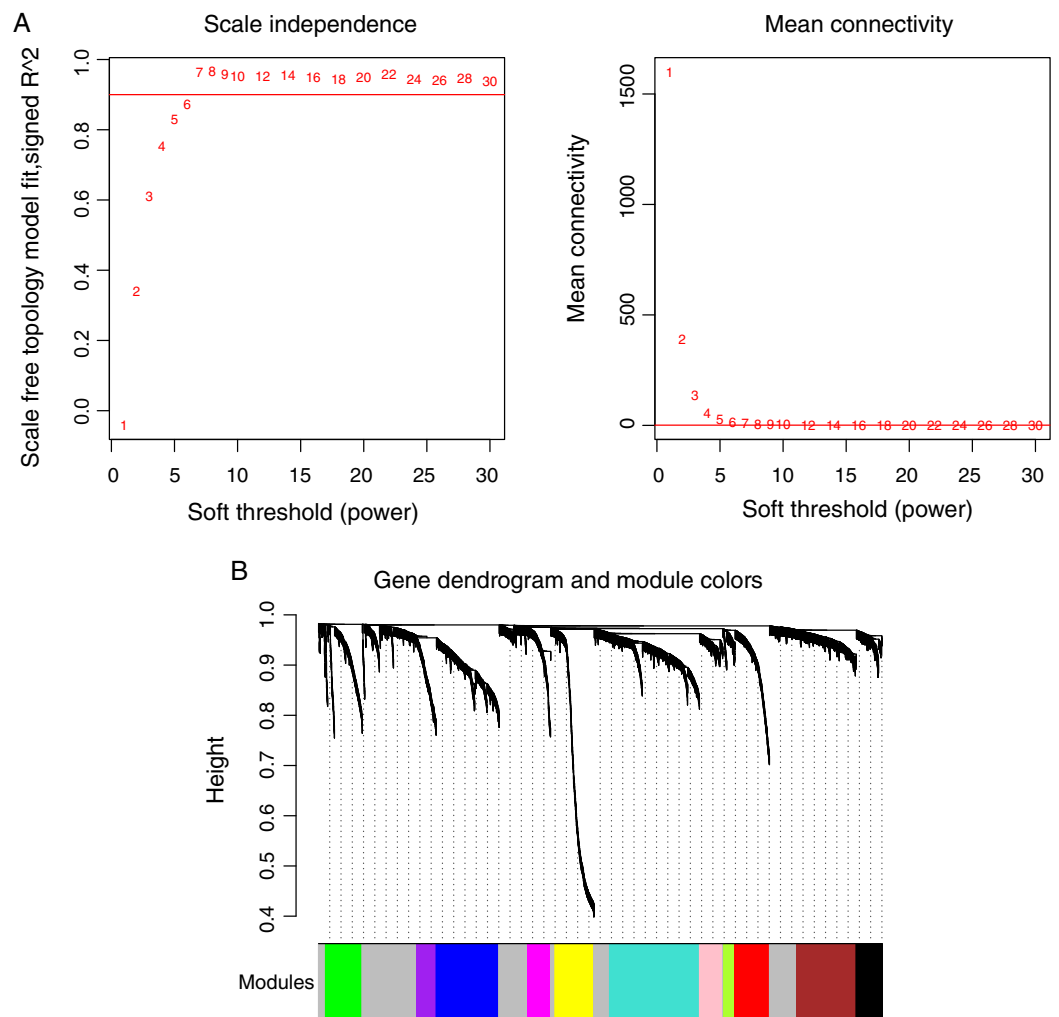 A
Scale independence
Scale free topology model fit,signed R^2
1.0
0.8
0.6
0.4
0.2
0.0
1
2
3
4
5
6
7 8 9 10 12 14 16 18 20 22 24 26 28 30
0 5 10 15 20 25 30
Soft threshold (power)
Mean connectivity
Mean connectivity
1500
1000
500
0
1
2
3
4
5 6 7 8 9 10 12 14 16 18 20 22 24 26 28 30
0 5 10 15 20 25 30
Soft threshold (power)
B
Gene dendrogram and module colors
Height
1.0
0.9
0.8
0.7
0.6
0.5
0.4
Modules